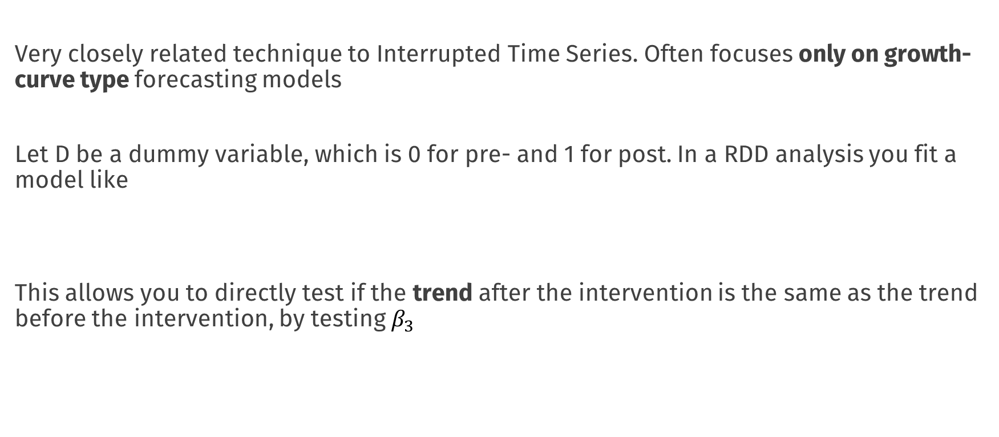 Very closely related technique to Interrupted Time Series. Often focuses only on growth-
curve type forecasting models
Let D be a dummy variable, which is 0 for pre- and 1 for post. In a RDD analysis you fit a
model like
This allows you to directly test if the trend after the intervention is the same as the trend
before the intervention, by testing β₃